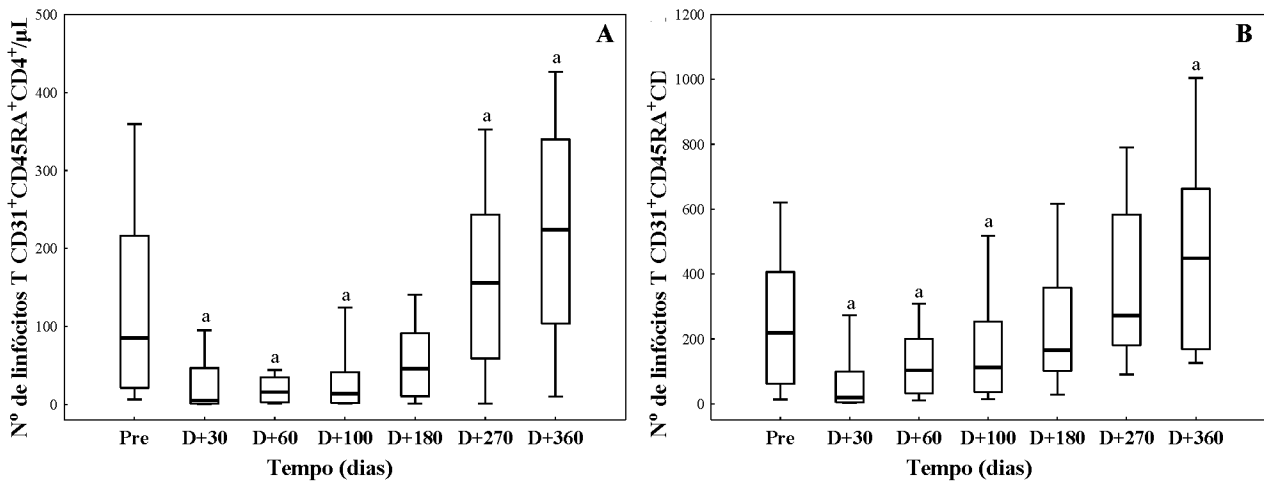 A
Nº de linfócitos T CD31⁺CD45RA⁺CD4⁺/µl
500
400
300
200
100
0
a
a
a
a
a
Pre D+30 D+60 D+100 D+180 D+270 D+360
Tempo (dias)
B
Nº de linfócitos T CD31⁺CD45RA⁺CD
1200
1000
800
600
400
200
0
a
a
a
a
Pre D+30 D+60 D+100 D+180 D+270 D+360
Tempo (dias)